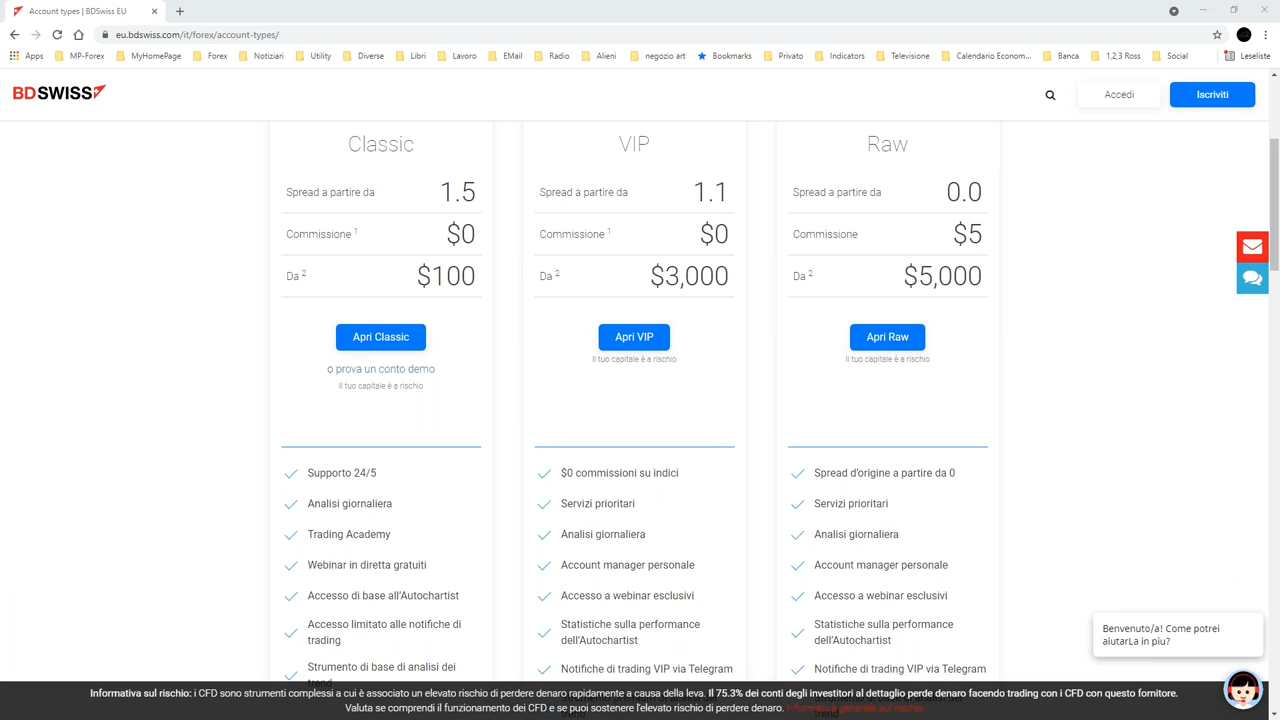 Account types | BDSwiss EU
eu.bdswiss.com/it/forex/account-types/
Apps MP-Forex MyHomePage Forex Notiziari Utility Diverse Libri Lavoro EMail Radio Alieni negozio art Bookmarks Privato Indicators Televisione Calendario Econom... Banca 1,2,3 Ross Social Leseliste
BDSWISS
Accedi
Iscriviti
Classic
Spread a partire da 1.5
Commissione 1 $0
Da 2 $100
Apri Classic
o prova un conto demo
Il tuo capitale è a rischio
Supporto 24/5
Analisi giornaliera
Trading Academy
Webinar in diretta gratuiti
Accesso di base all'Autochartist
Accesso limitato alle notifiche di
trading
Strumento di base di analisi dei
trend
VIP
Spread a partire da 1.1
Commissione 1 $0
Da 2 $3,000
Apri VIP
Il tuo capitale è a rischio
$0 commissioni su indici
Servizi prioritari
Analisi giornaliera
Account manager personale
Accesso a webinar esclusivi
Statistiche sulla performance
dell'Autochartist
Notifiche di trading VIP via Telegram
Raw
Spread a partire da 0.0
Commissione $5
Da 2 $5,000
Apri Raw
Il tuo capitale è a rischio
Spread d'origine a partire da 0
Servizi prioritari
Analisi giornaliera
Account manager personale
Accesso a webinar esclusivi
Statistiche sulla performance
dell'Autochartist
Notifiche di trading VIP via Telegram
Benvenuto/a! Come potrei
aiutarLa in piu?
Informativa sul rischio: i CFD sono strumenti complessi a cui è associato un elevato rischio di perdere denaro rapidamente a causa della leva. Il 75.3% dei conti degli investitori al dettaglio perde denaro facendo trading con i CFD con questo fornitore.
Valuta se comprendi il funzionamento dei CFD e se puoi sostenere l'elevato rischio di perdere denaro. Informativa generale sul rischio